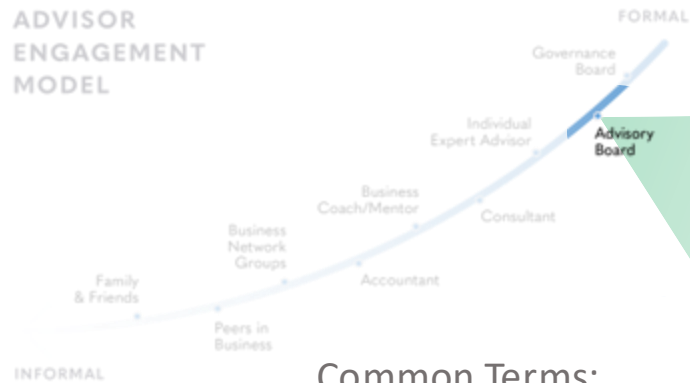 ADVISOR
ENGAGEMENT
MODEL
FORMAL
Governance
Board
Advisory
Board
Individual
Expert Advisor
Business
Coach/Mentor
Consultant
Business
Network
Groups
Accountant
Family
& Friends
Peers in
Business
INFORMAL
Common Terms: